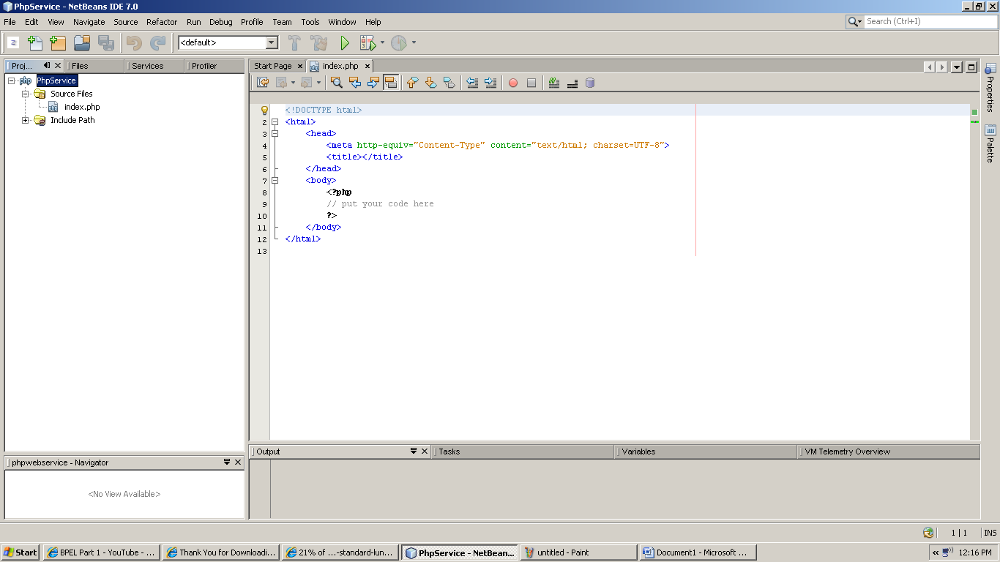 PhpService - NetBeans IDE 7.0
File Edit View Navigate Source Refactor Run Debug Profile Team Tools Window Help
Search (Ctrl+I)
<default>
Proj... Files Services Profiler
PhpService
Source Files
index.php
Include Path
Start Page index.php
<!DOCTYPE html>
2 <html>
3 <head>
4 <meta http-equiv="Content-Type" content="text/html; charset=UTF-8">
5 <title></title>
6 </head>
7 <body>
8 <?php
9 // put your code here
10 ?>
11 </body>
12 </html>
13
Properties
Palette
phpwebservice - Navigator
<No View Available>
Output Tasks Variables VM Telemetry Overview
1 | 1 INS
Start BPEL Part 1 - YouTube - ... Thank You for Downloadi... 21% of ...-standard-lun... PhpService - NetBean... untitled - Paint Document1 - Microsoft ... « 12:16 PM